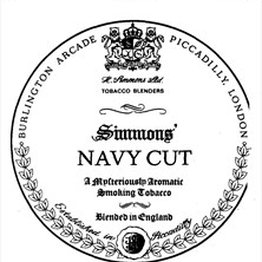 BURLINGTON ARCADE PICCADILLY, LONDON
H. Simmons Ltd.
TOBACCO BLENDERS
Simmons'
NAVY CUT
A Mysteriously Aromatic
Smoking Tobacco
Blended in England
Established in Piccadilly